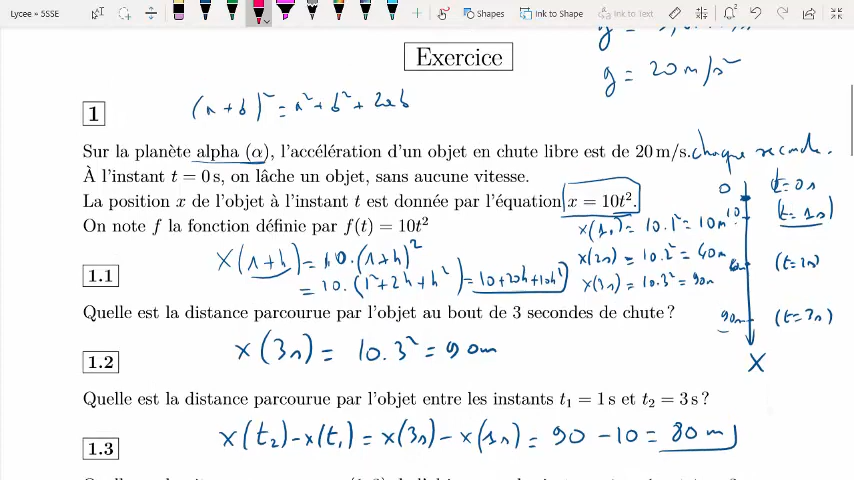 Lycee » 5SSE
Shapes
Ink to Shape
Ink to Text
g = 20 m/s²
Exercice
(a+b)² = a² + b² + 2ab
1
Sur la planète alpha (α), l'accélération d'un objet en chute libre est de 20 m/s. chaque seconde.
À l'instant t = 0 s, on lâche un objet, sans aucune vitesse.
La position x de l'objet à l'instant t est donnée par l'équation x = 10t².
On note f la fonction définie par f(t) = 10t²
0
t=0s
10
(t=1s)
x(1s) = 10.1² = 10m
x(2s) = 10.2² = 40m
x(3s) = 10.3² = 90m
(t=2s)
90m
(t=3s)
X
X(1+h) = 10.(1+h)²
= 10.(1²+2h+h²) = 10+20h+10h²
1.1
Quelle est la distance parcourue par l'objet au bout de 3 secondes de chute ?
x(3s) = 10.3² = 90m
1.2
Quelle est la distance parcourue par l'objet entre les instants t₁ = 1 s et t₂ = 3 s ?
x(t₂) - x(t₁) = x(3s) - x(1s) = 90 - 10 = 80 m
1.3